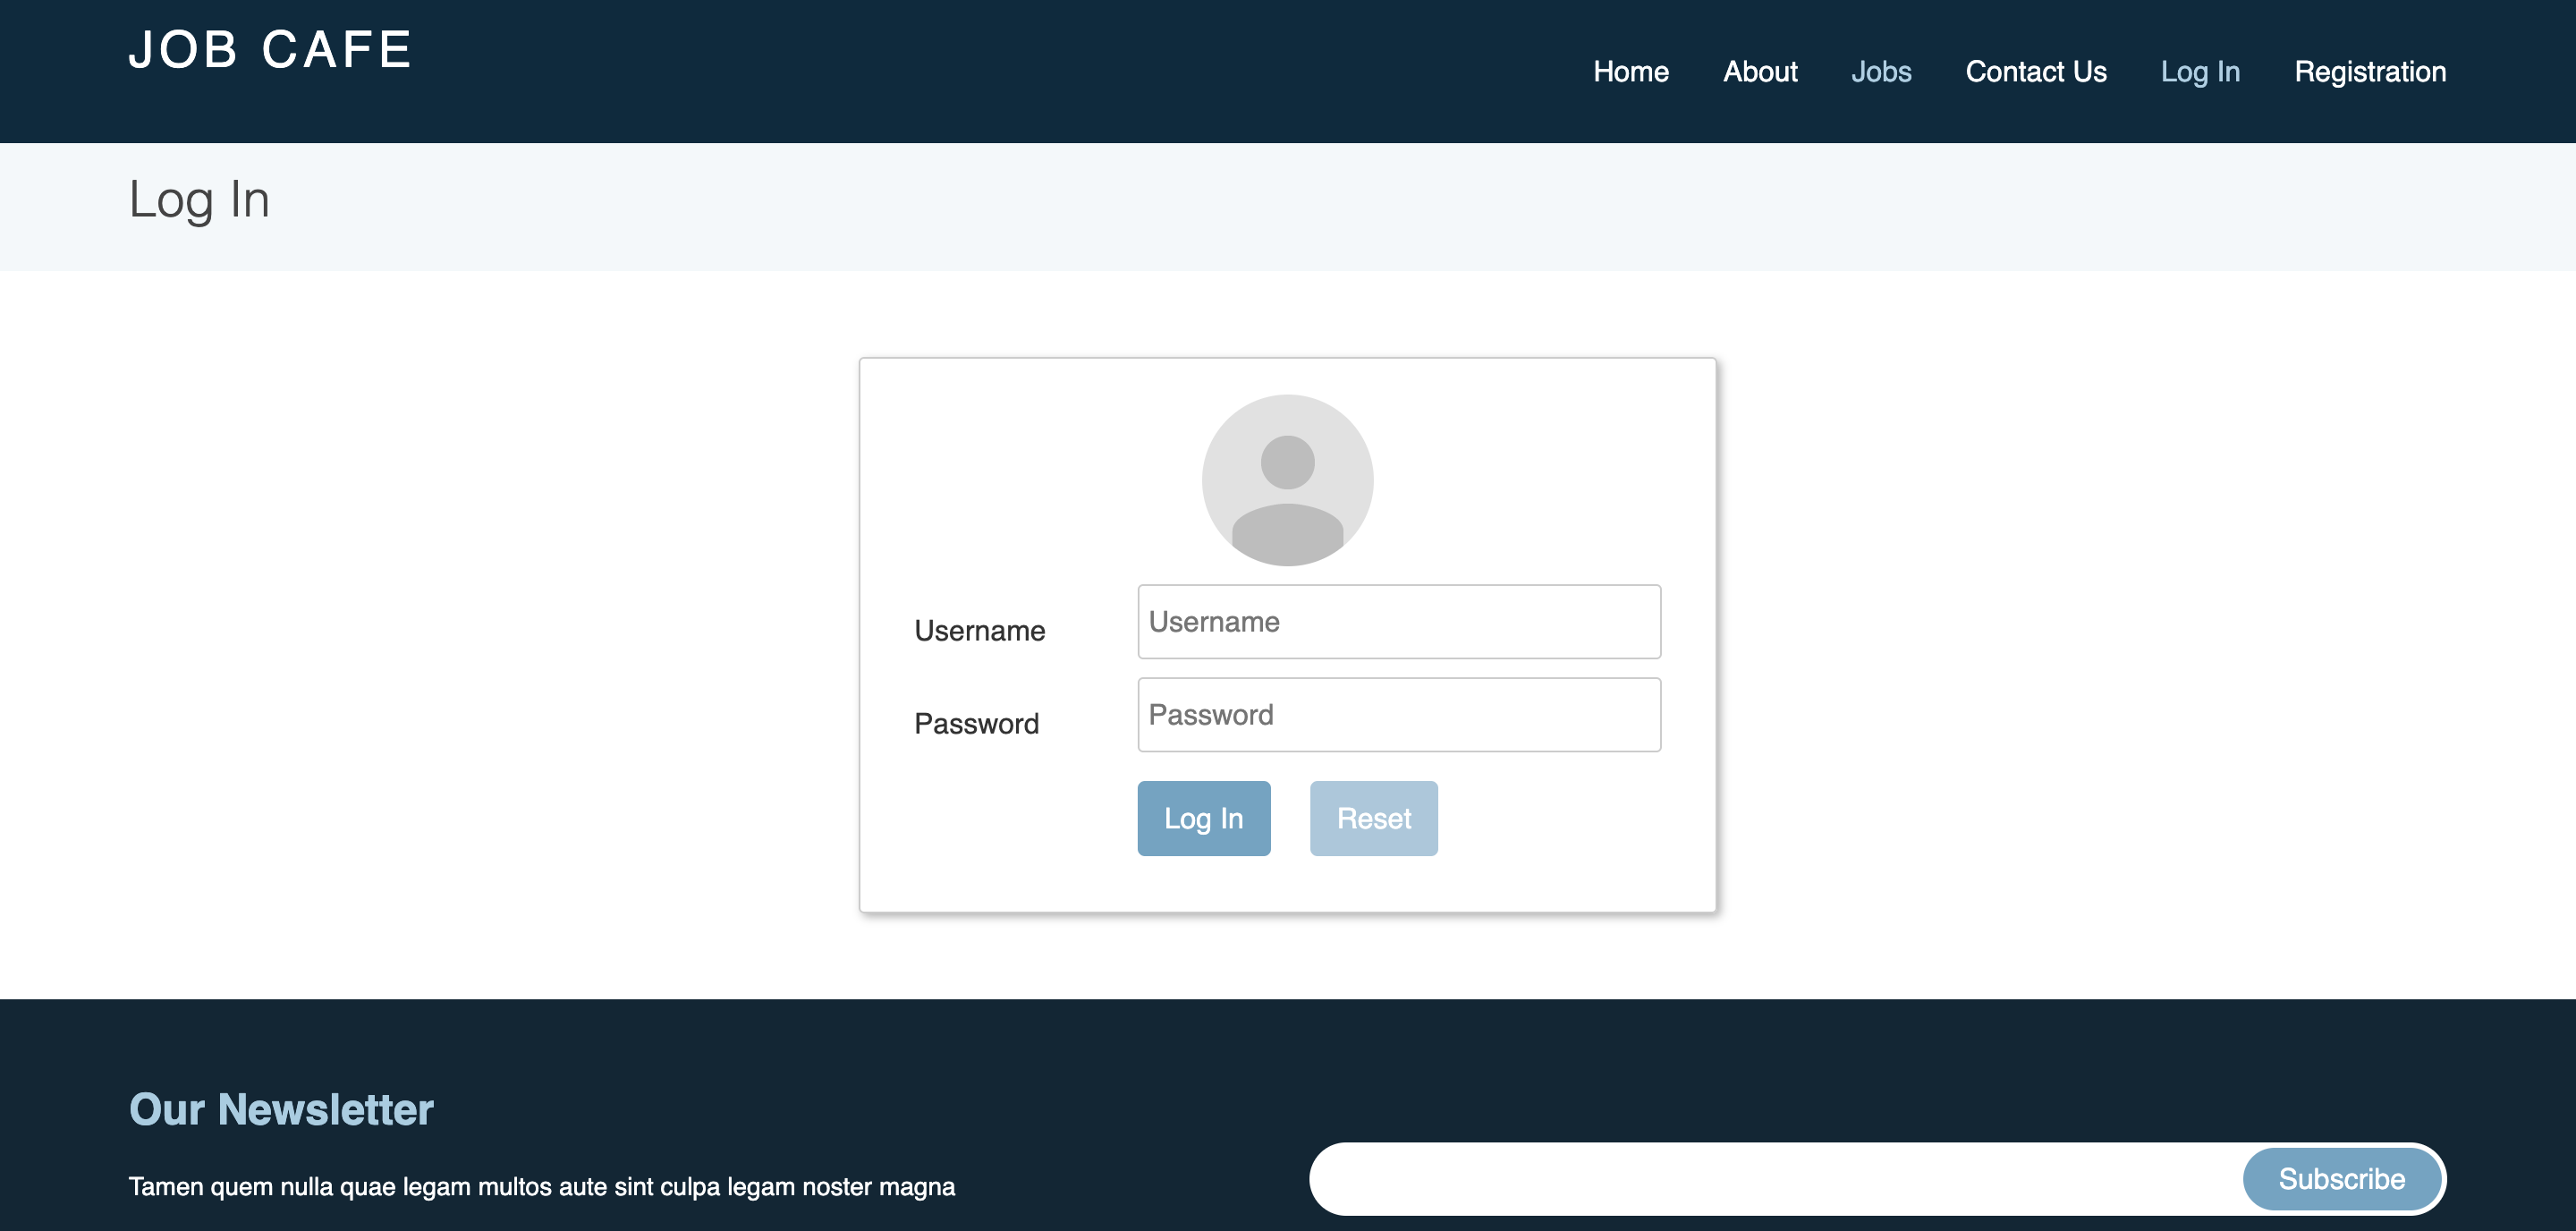 JOB CAFE
Home About Jobs Contact Us Log In Registration
Log In
Username Username
Password Password
Log In Reset
Our Newsletter
Tamen quem nulla quae legam multos aute sint culpa legam noster magna
Subscribe